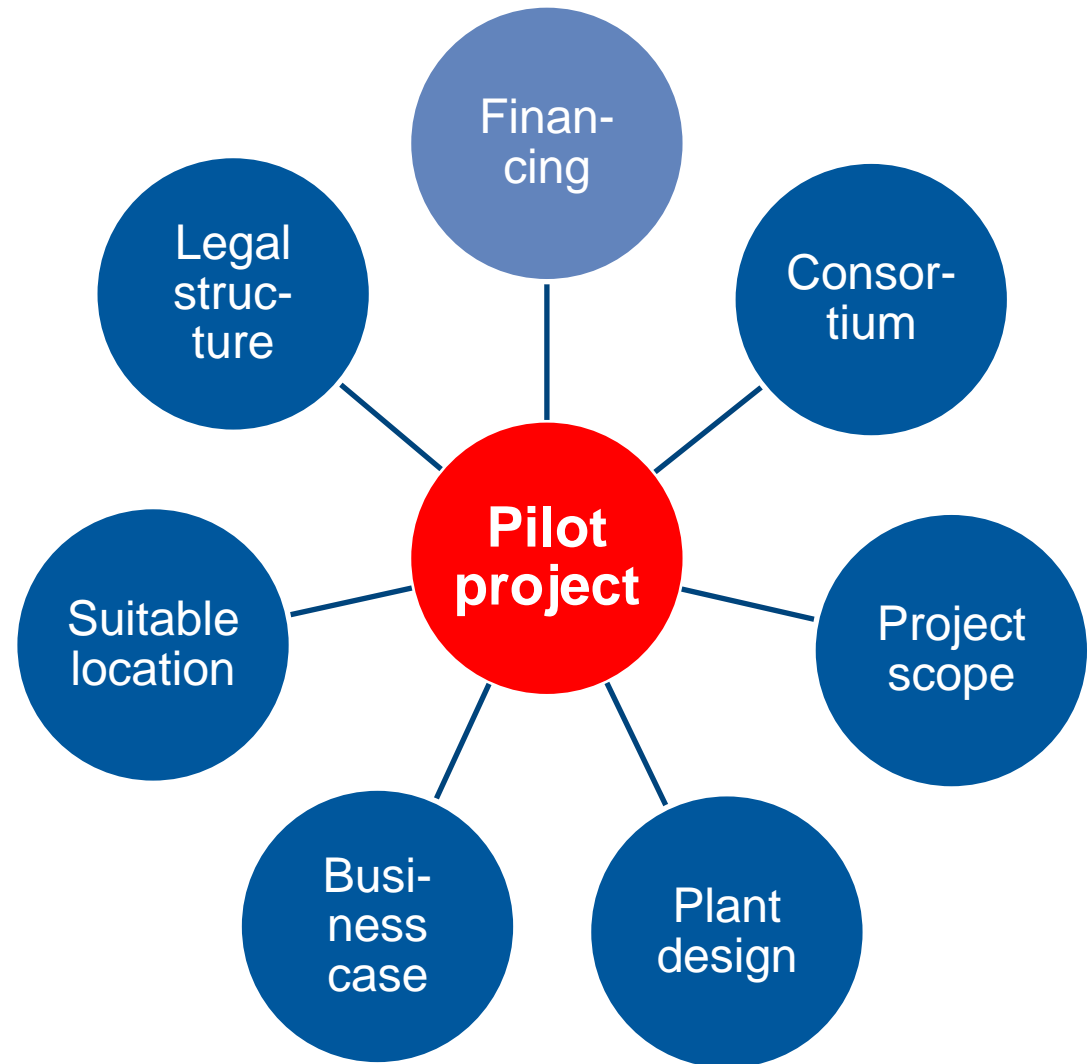 Finan-
cing
Legal
struc-
ture
Consor-
tium
Pilot
project
Suitable
location
Project
scope
Busi-
ness
case
Plant
design